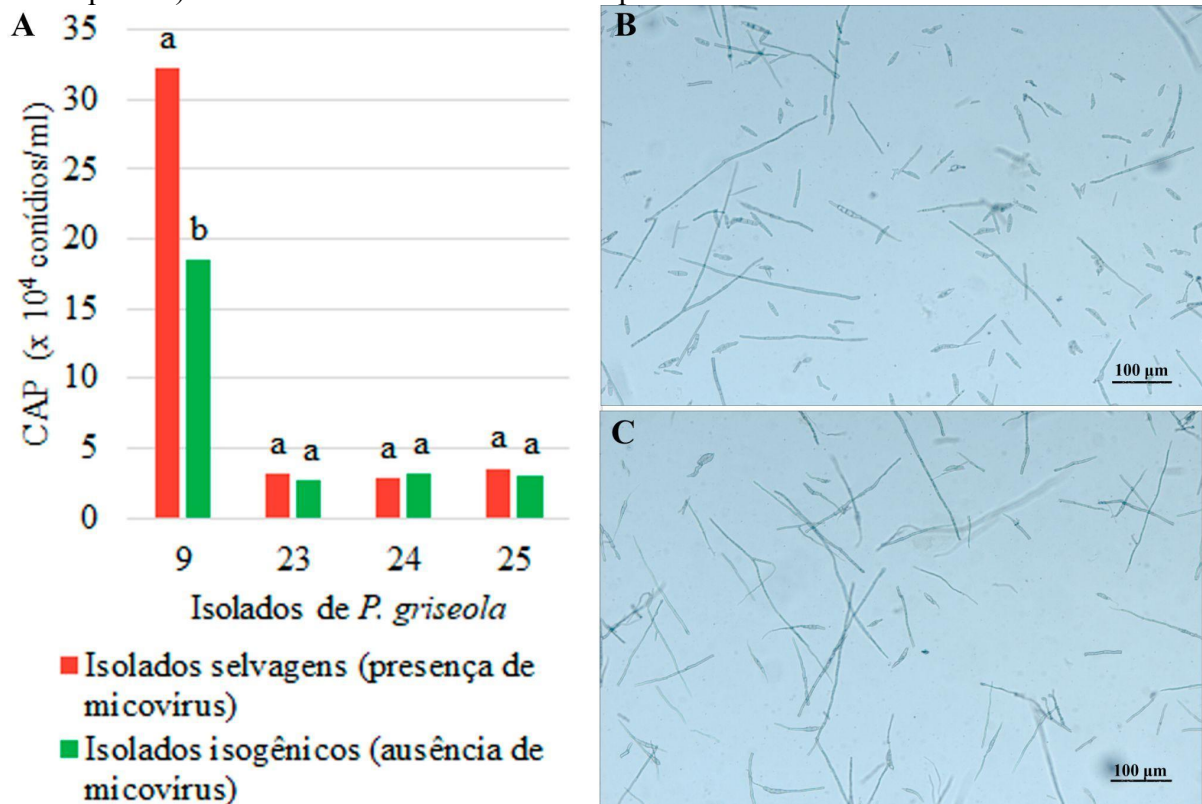 A
35
30
25
20
15
10
5
0
CAP (x 10⁴ conídios/ml)
a
b
a
a
a
a
a
a
9 23 24 25
Isolados de P. griseola
Isolados selvagens (presença de
micovírus)
Isolados isogênicos (ausência de
micovírus)
B
100 µm
C
100 µm